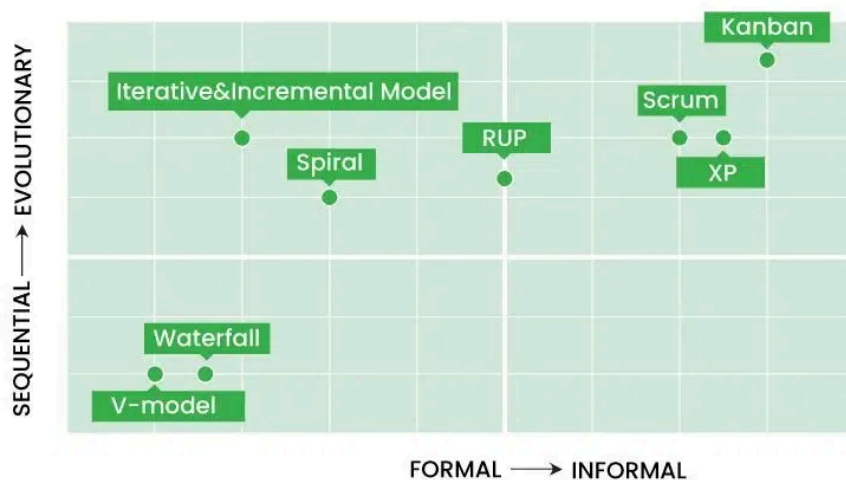 Kanban
Iterative&Incremental Model
Scrum
RUP
Spiral
XP
Waterfall
V-model
SEQUENTIAL → EVOLUTIONARY
FORMAL → INFORMAL